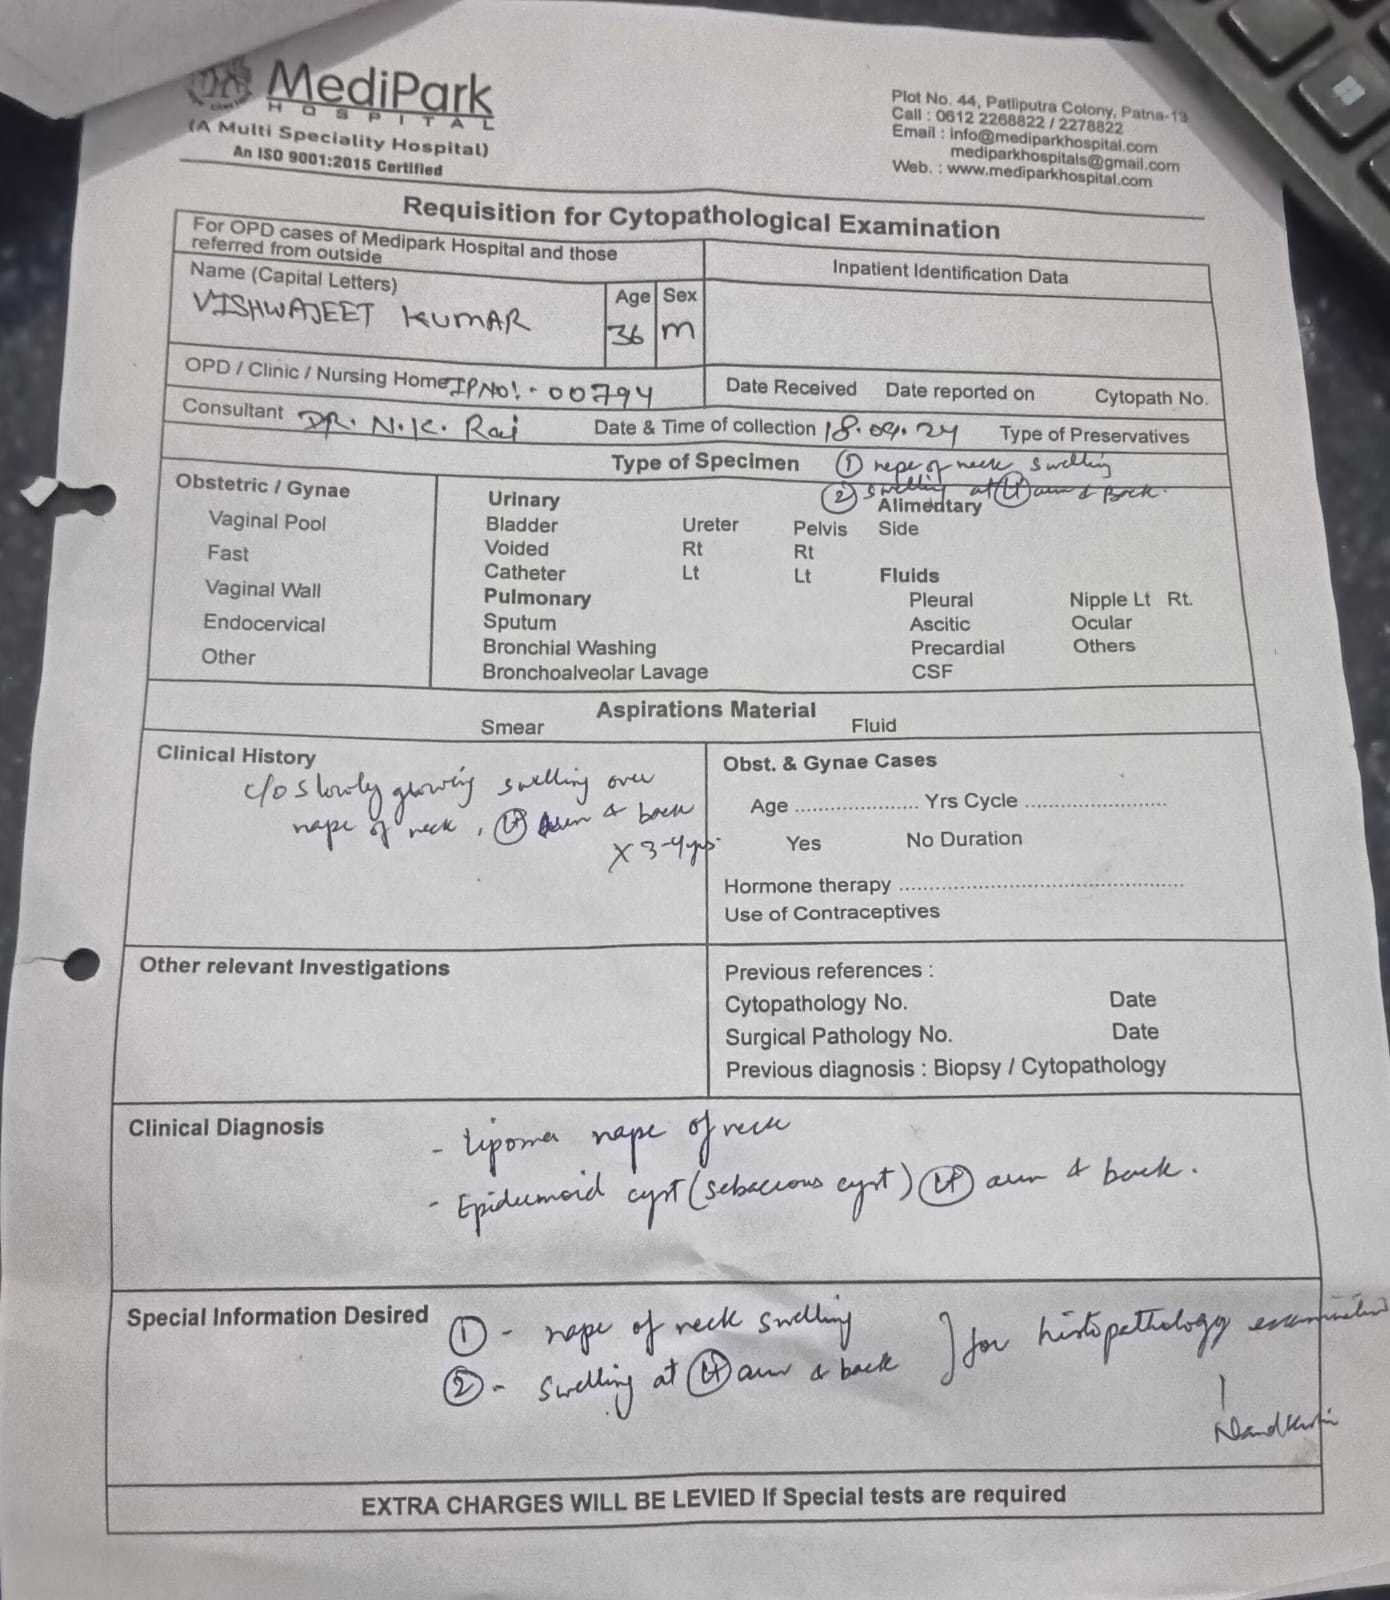 MediPark
HOSPITAL
(A Multi Speciality Hospital)
An ISO 9001:2015 Certified
Plot No. 44, Patliputra Colony, Patna-13
Call : 0612 2268822 / 2278822
Email : info@mediparkhospital.com
mediparkhospitals@gmail.com
Web. : www.mediparkhospital.com
Requisition for Cytopathological Examination
For OPD cases of Medipark Hospital and those
referred from outside
Inpatient Identification Data
Name (Capital Letters) Age Sex
VISHWAJEET KUMAR 36 M
OPD / Clinic / Nursing Home IP NO:- 00794
Date Received Date reported on Cytopath No.
Consultant DR. N.K. Rai Date & Time of collection 18.09.24 Type of Preservatives
Type of Specimen ① nape of neck swelling
② swelling at (Lt) arm & Back.
Obstetric / Gynae
Vaginal Pool
Fast
Vaginal Wall
Endocervical
Other
Urinary Alimedtary
Bladder Ureter Pelvis Side
Voided Rt Rt
Catheter Lt Lt Fluids
Pulmonary Pleural Nipple Lt Rt.
Sputum Ascitic Ocular
Bronchial Washing Precardial Others
Bronchoalveolar Lavage CSF
Aspirations Material
Smear Fluid
Clinical History
c/o slowly growing swelling over
nape of neck, (Lt) arm & back
x 3-4yrs.
Obst. & Gynae Cases
Age .................... Yrs Cycle .......................
Yes No Duration
Hormone therapy ..............................................
Use of Contraceptives
Other relevant Investigations
Previous references :
Cytopathology No. Date
Surgical Pathology No. Date
Previous diagnosis : Biopsy / Cytopathology
Clinical Diagnosis
- Lipoma nape of neck
- Epidermoid cyst (sebaceous cyst) (Lt) arm & back.
Special Information Desired
① - nape of neck swelling
② - swelling at (Lt) arm & back ] for histopathology examination
EXTRA CHARGES WILL BE LEVIED If Special tests are required